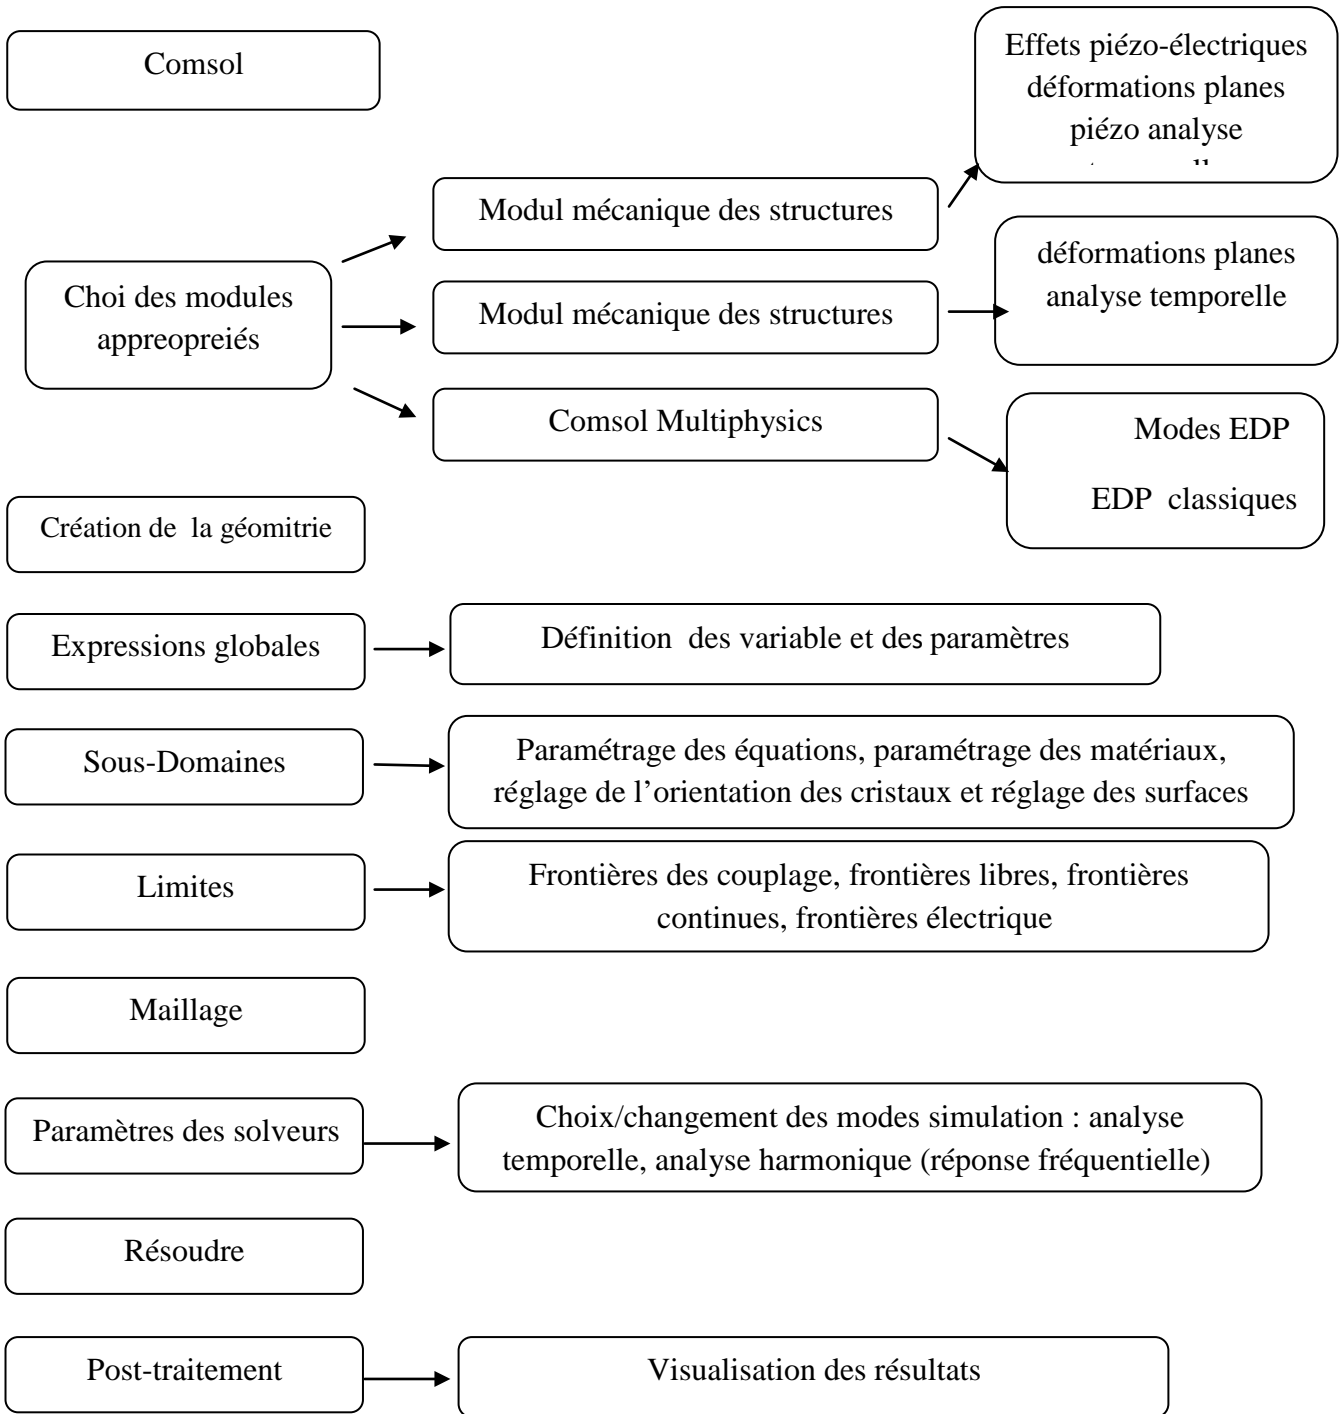 Comsol
Effets piézo-électriques
déformations planes
piézo analyse
Modul mécanique des structures
déformations planes
analyse temporelle
Choi des modules
appreopreiés
Modul mécanique des structures
Comsol Multiphysics
Modes EDP
EDP classiques
Création de la géomitrie
Expressions globales
Définition des variable et des paramètres
Sous-Domaines
Paramétrage des équations, paramétrage des matériaux,
réglage de l’orientation des cristaux et réglage des surfaces
Limites
Frontières des couplage, frontières libres, frontières
continues, frontières électrique
Maillage
Paramètres des solveurs
Choix/changement des modes simulation : analyse
temporelle, analyse harmonique (réponse fréquentielle)
Résoudre
Post-traitement
Visualisation des résultats